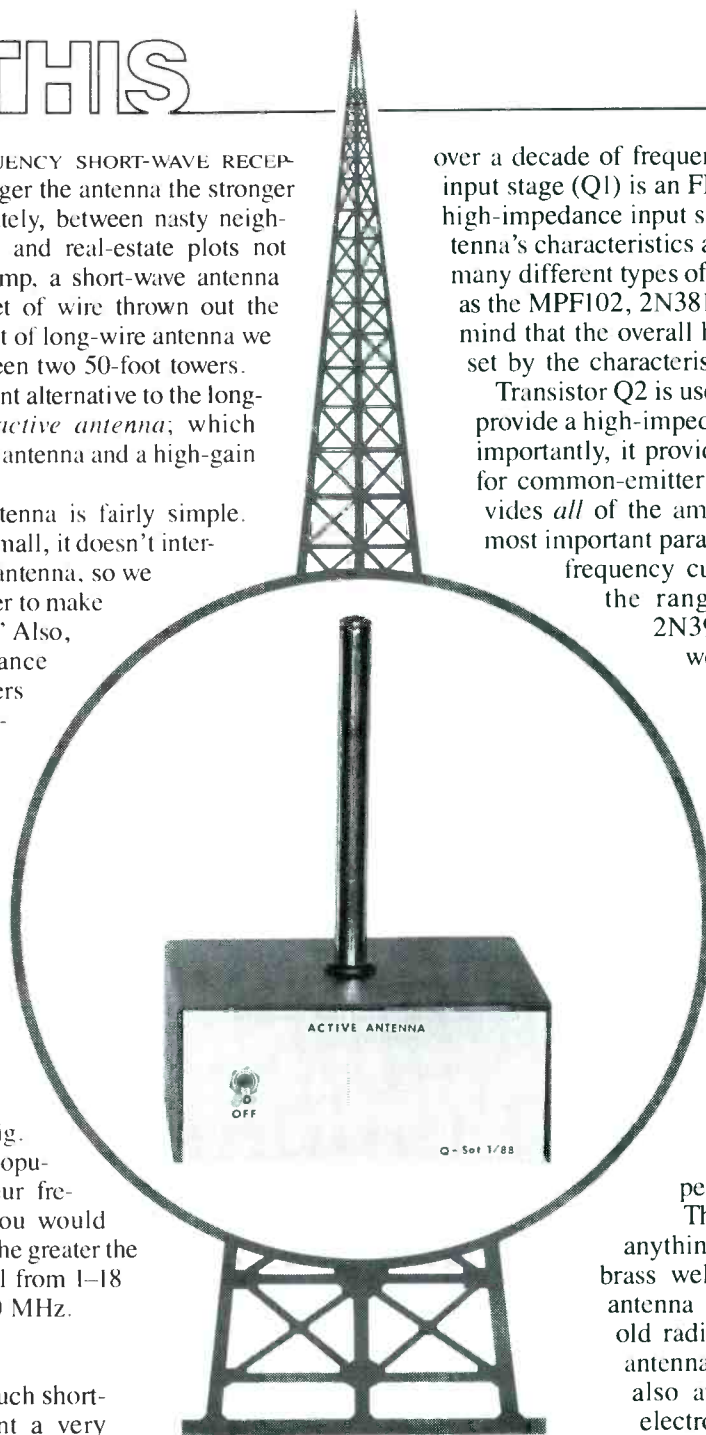 THIS
UENCY SHORT-WAVE RECEP-
ger the antenna the stronger
tely, between nasty neigh-
and real-estate plots not
mp, a short-wave antenna
et of wire thrown out the
t of long-wire antenna we
een two 50-foot towers.
nt alternative to the long-
active antenna; which
antenna and a high-gain
tenna is fairly simple.
mall, it doesn't inter-
antenna, so we
er to make
" Also,
ance
ers
-
ig.
opu-
ur fre-
ou would
he greater the
l from 1–18
0 MHz.
uch short-
nt a very
over a decade of frequen
input stage (Q1) is an FE
high-impedance input s
tenna's characteristics a
many different types of
as the MPF102, 2N381
mind that the overall h
set by the characteris
Transistor Q2 is use
provide a high-imped
importantly, it provid
for common-emitter
vides all of the am
most important para
frequency cu
the rang
2N39
we
pe
Th
anythin
brass wel
antenna
old radi
antenna
also a
electro
ACTIVE ANTENNA
OFF
Q-Sat 1/88